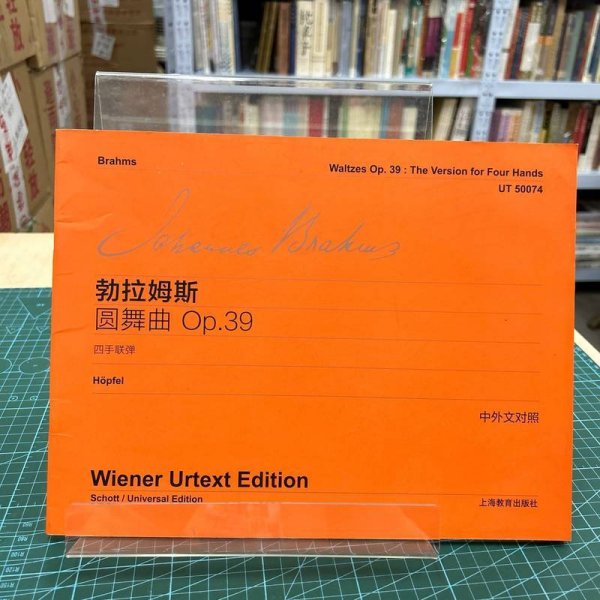 Brahms
Waltzes Op. 39 : The Version for Four Hands
UT 50074
Johannes Brahms
勃拉姆斯
圆舞曲 Op.39
四手联弹
Höpfel
中外文对照
Wiener Urtext Edition
Schott / Universal Edition
上海教育出版社